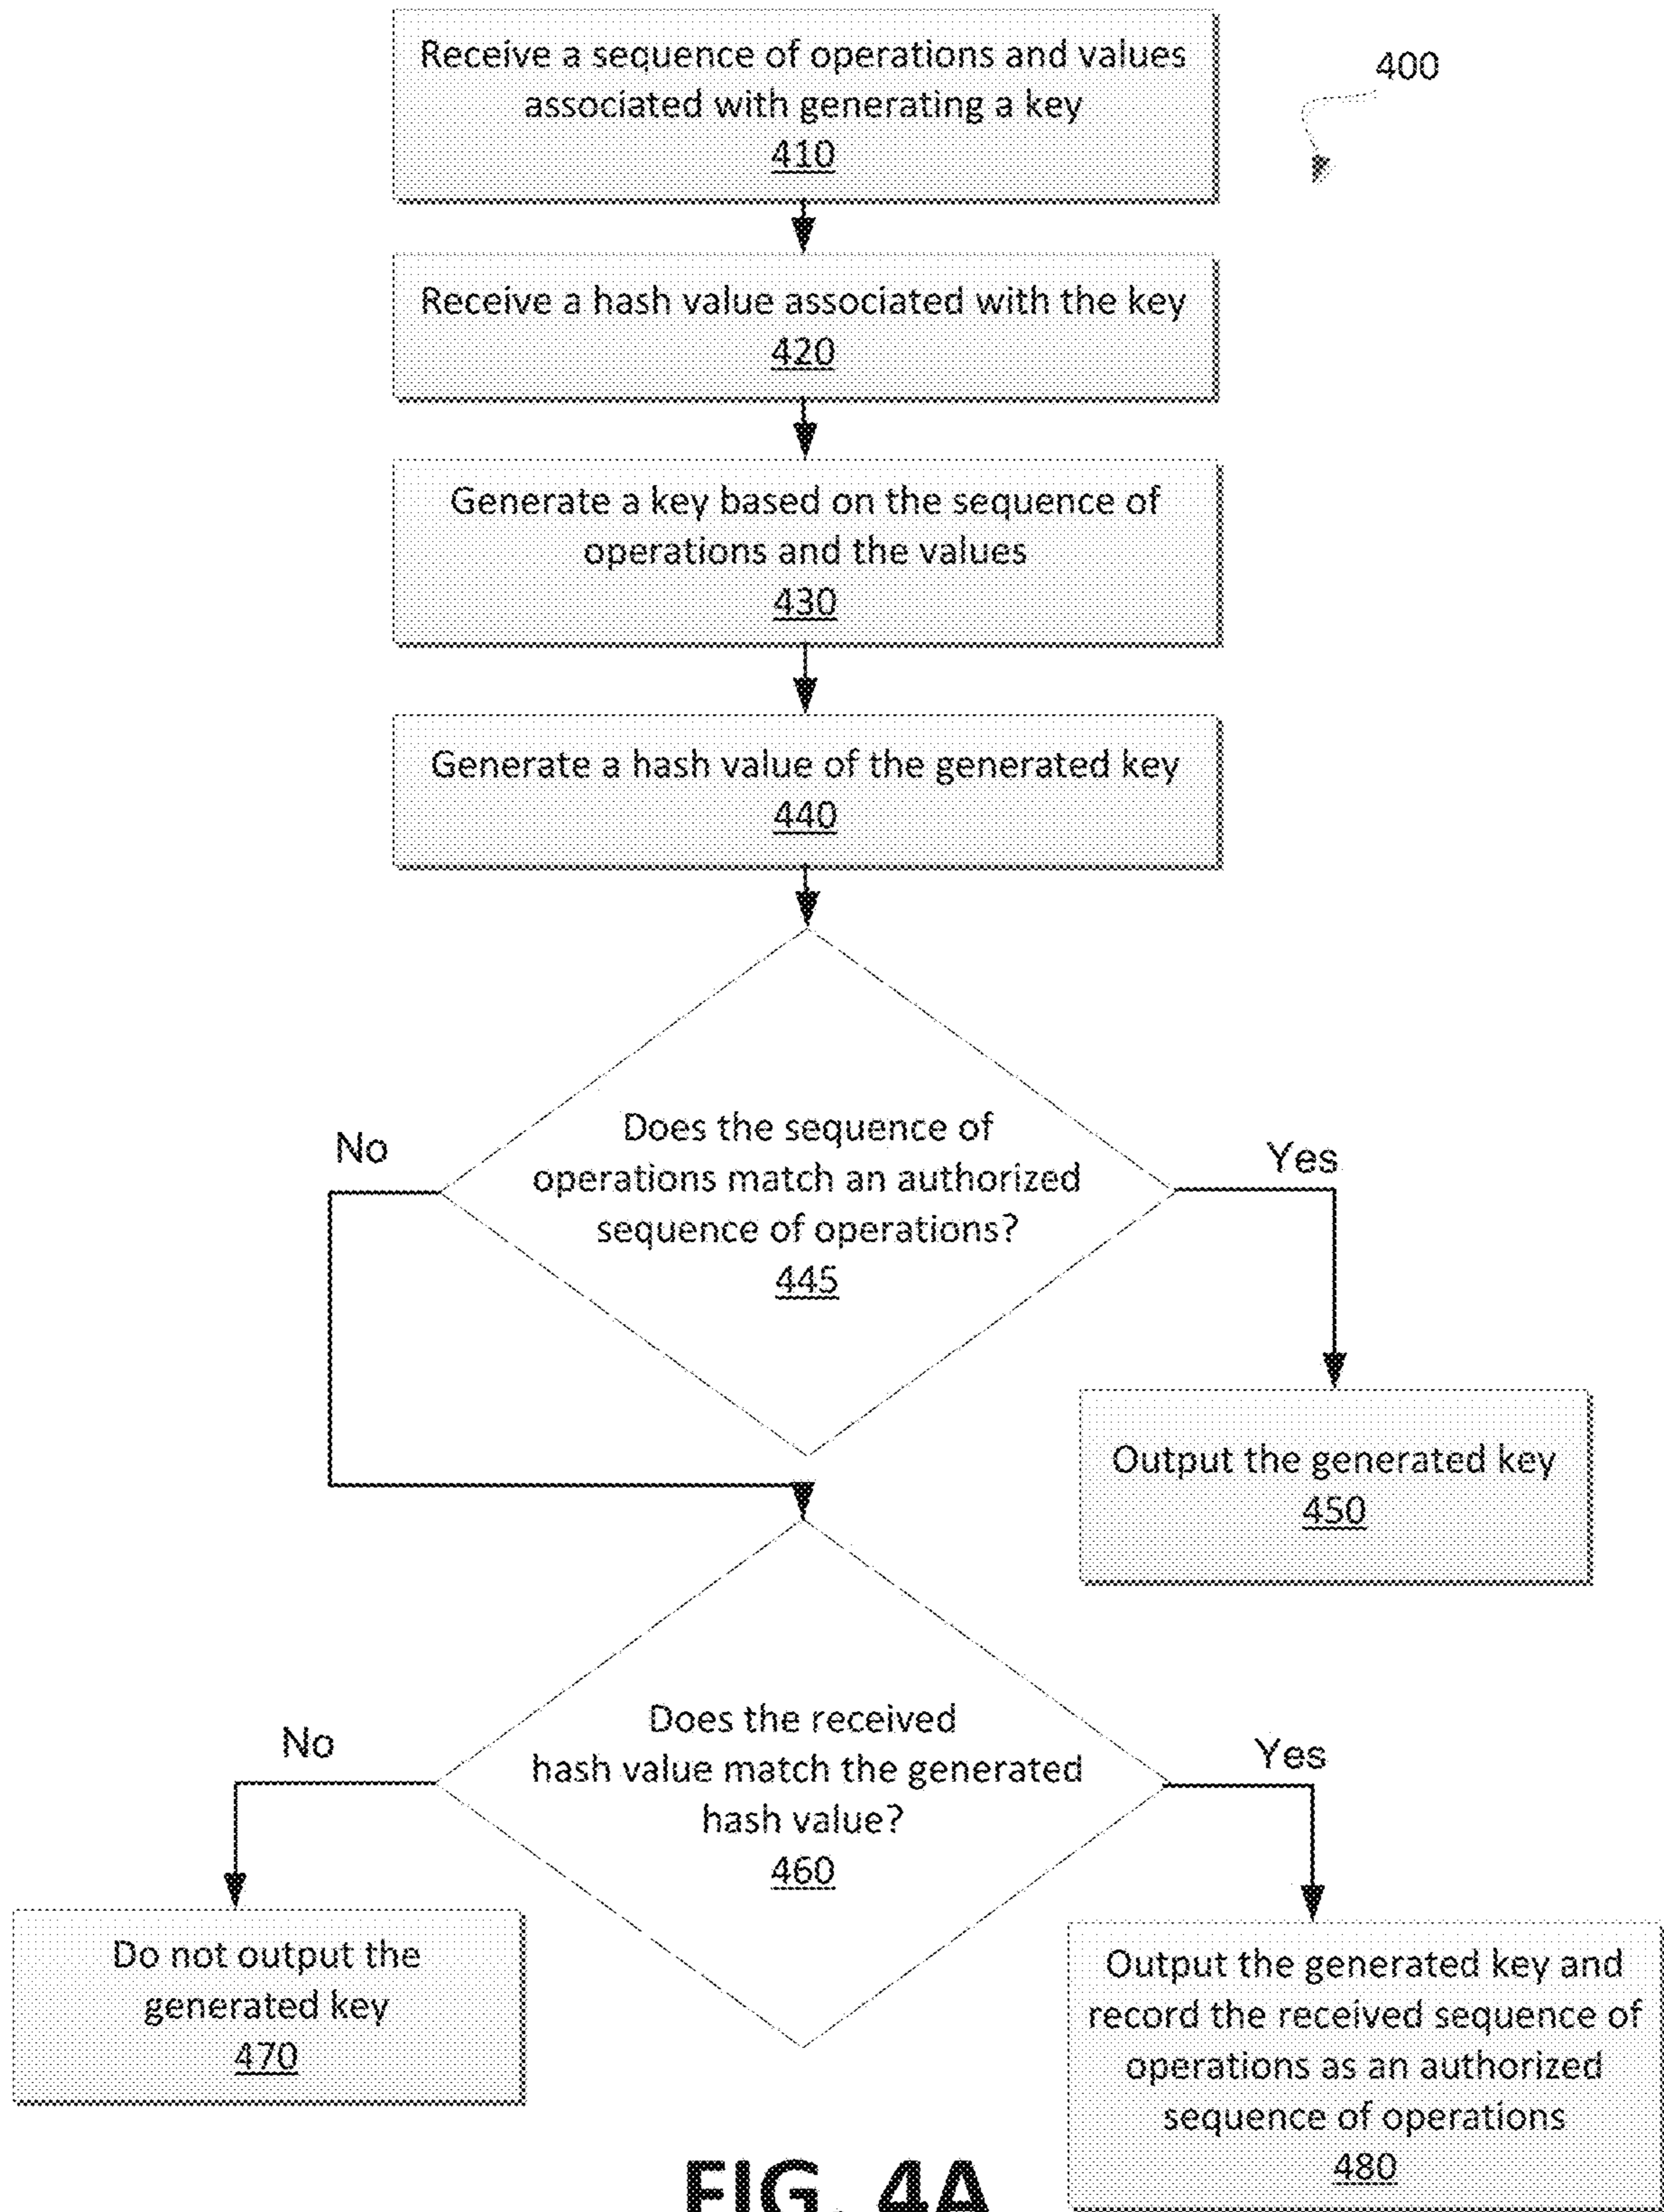 Receive a sequence of operations and values
associated with generating a key
410
400
Receive a hash value associated with the key
420
Generate a key based on the sequence of
operations and the values
430
Generate a hash value of the generated key
440
Does the sequence of
operations match an authorized
sequence of operations?
445
No
Yes
Output the generated key
450
Does the received
hash value match the generated
hash value?
460
No
Yes
Do not output the
generated key
470
Output the generated key and
record the received sequence of
operations as an authorized
sequence of operations
480
FIG. 4A